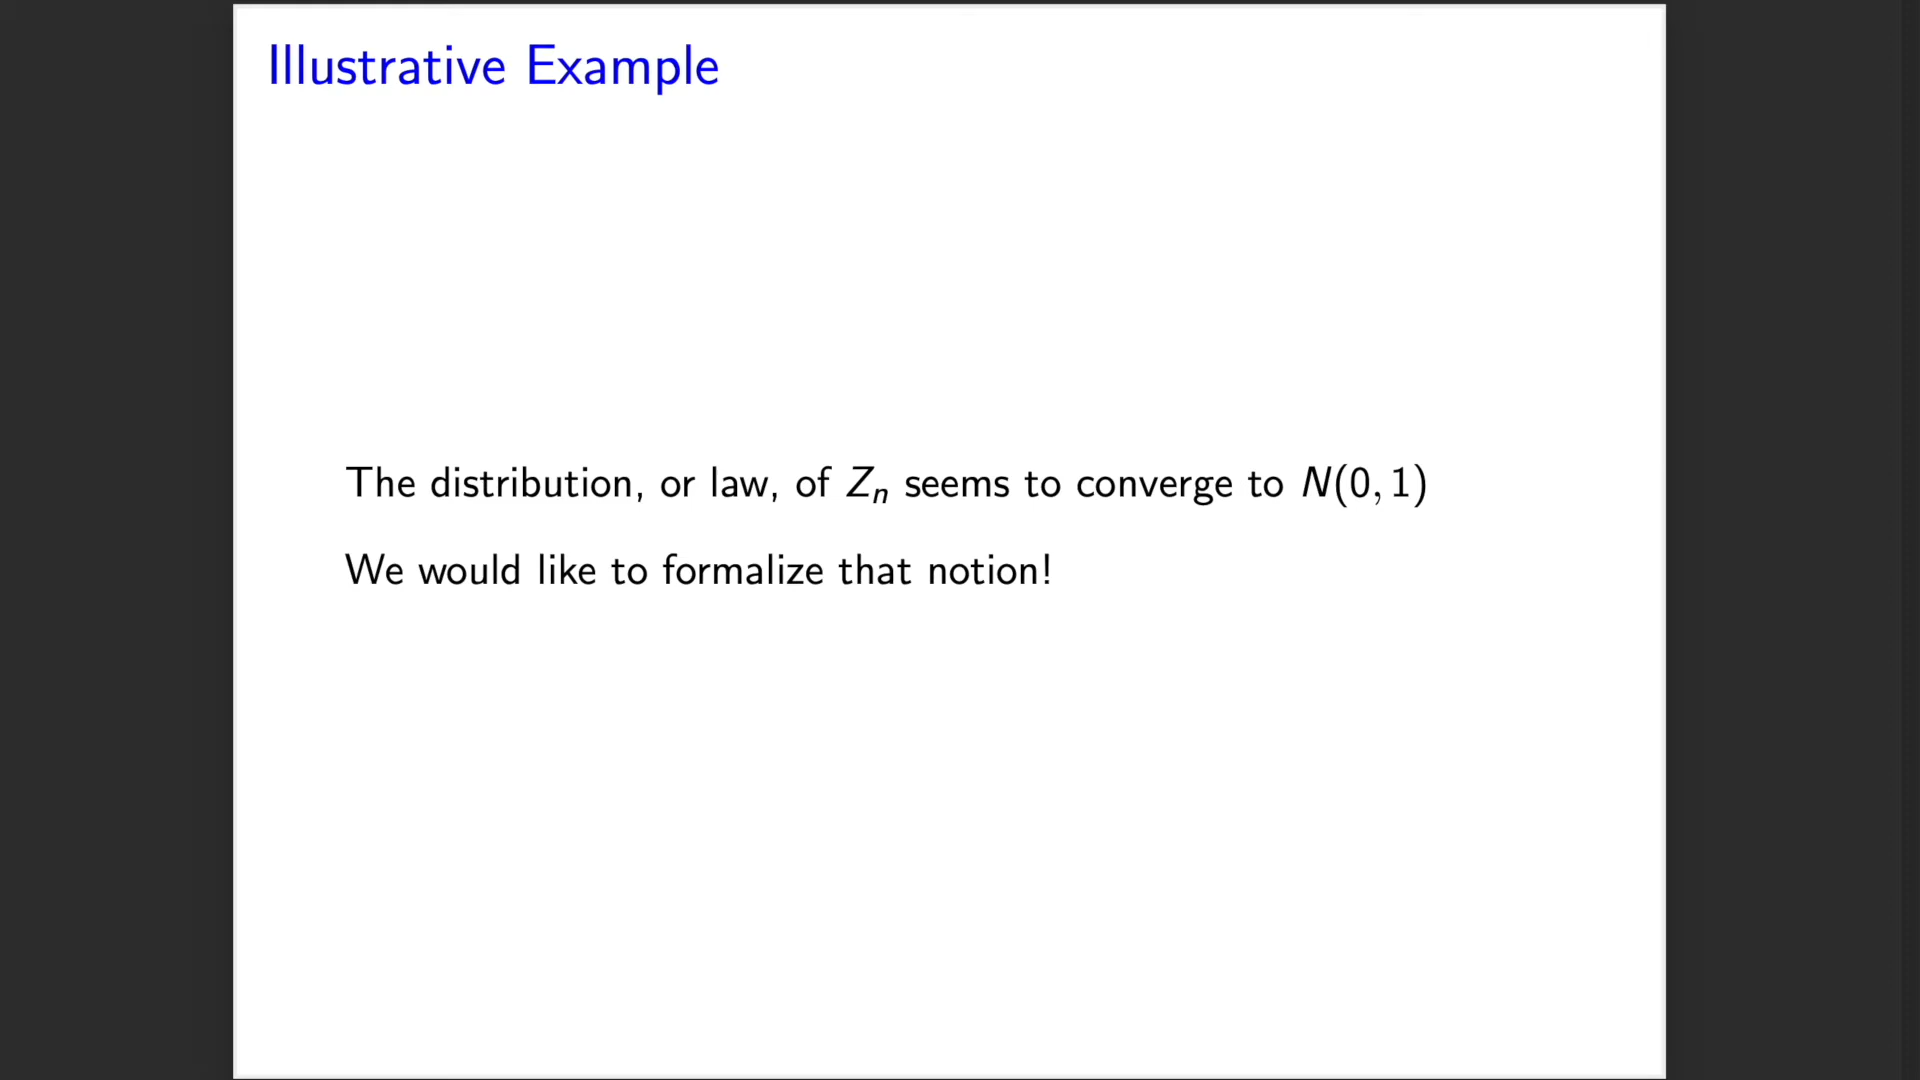 Illustrative Example
The distribution, or law, of Zₙ seems to converge to N(0, 1)
We would like to formalize that notion!